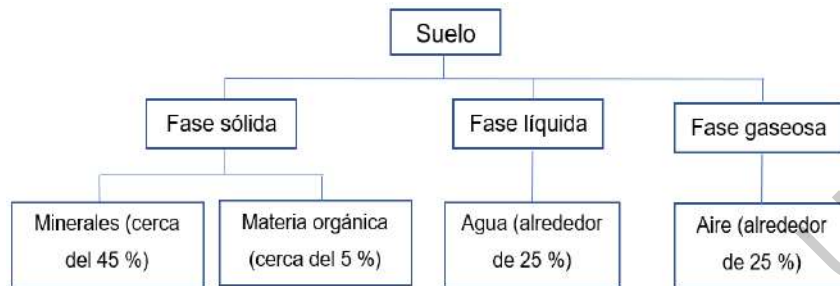 Suelo
Fase sólida
Fase líquida
Fase gaseosa
Minerales (cerca
del 45 %)
Materia orgánica
(cerca del 5 %)
Agua (alrededor
de 25 %)
Aire (alrededor
de 25 %)